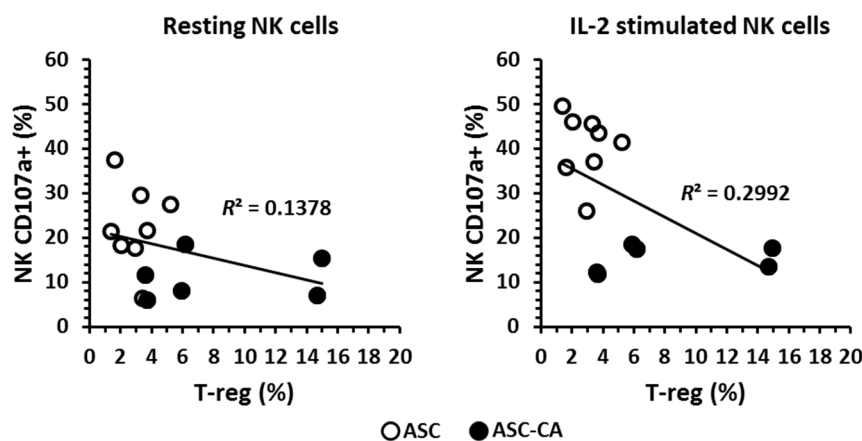 Resting NK cells
NK CD107a+ (%)
60
50
40
30
20
10
0
R² = 0.1378
0 2 4 6 8 10 12 14 16 18 20
T-reg (%)
IL-2 stimulated NK cells
NK CD107a+ (%)
60
50
40
30
20
10
0
R² = 0.2992
0 2 4 6 8 10 12 14 16 18 20
T-reg (%)
ASC ASC-CA